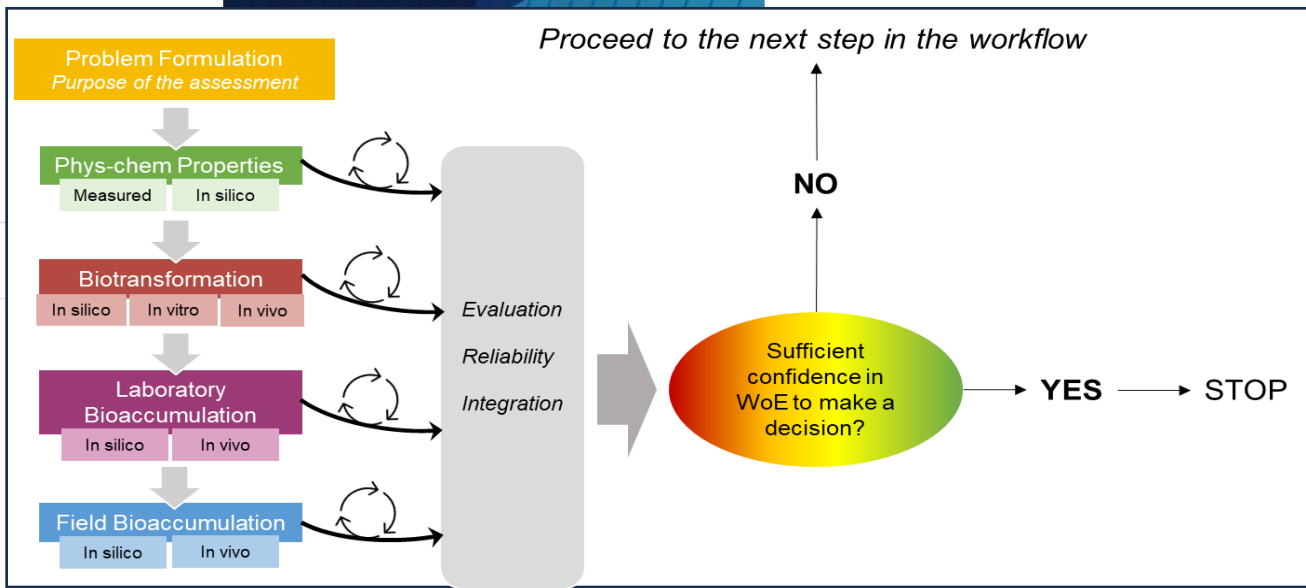 Problem Formulation
Purpose of the assessment
Phys-chem Properties
Measured
In silico
Biotransformation
In silico
In vitro
In vivo
Laboratory
Bioaccumulation
In silico
In vivo
Field Bioaccumulation
In silico
In vivo
Evaluation
Reliability
Integration
Proceed to the next step in the workflow
NO
Sufficient
confidence in
WoE to make a
decision?
YES
STOP